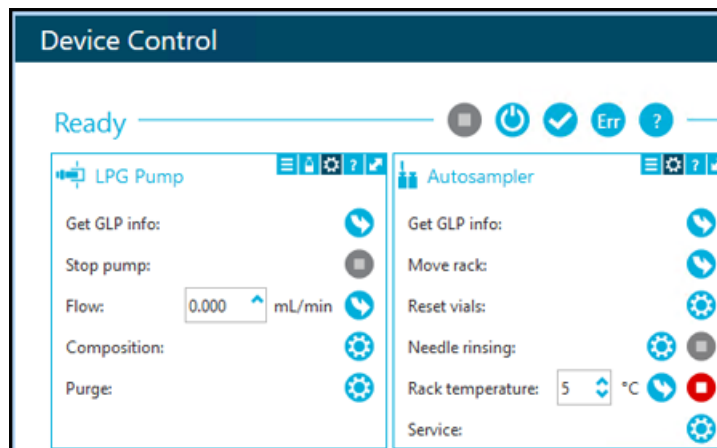 Device Control
Ready
Err
?
LPG Pump
?
Get GLP info:
Stop pump:
Flow: 0.000 mL/min
Composition:
Purge:
Autosampler
?
Get GLP info:
Move rack:
Reset vials:
Needle rinsing:
Rack temperature: 5 °C
Service: